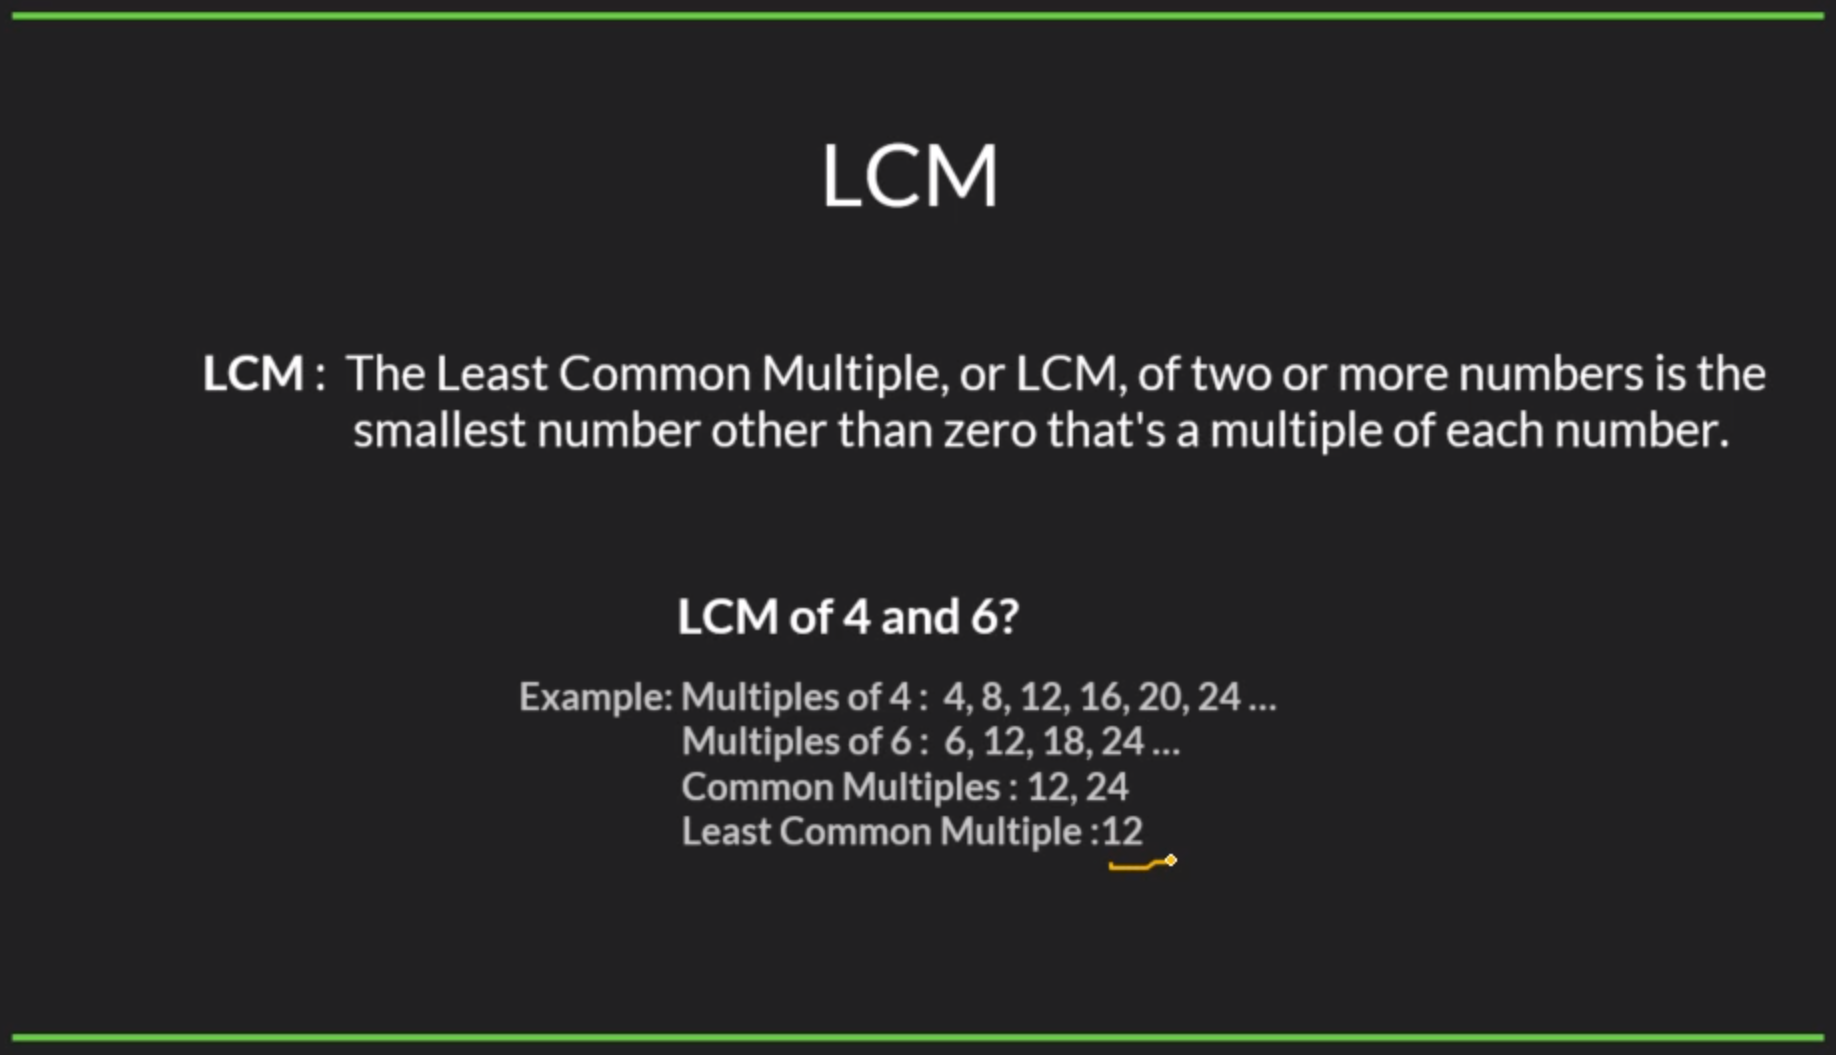 LCM
LCM : The Least Common Multiple, or LCM, of two or more numbers is the
smallest number other than zero that's a multiple of each number.
LCM of 4 and 6?
Example: Multiples of 4 : 4, 8, 12, 16, 20, 24 ...
Multiples of 6 : 6, 12, 18, 24 ...
Common Multiples : 12, 24
Least Common Multiple :12